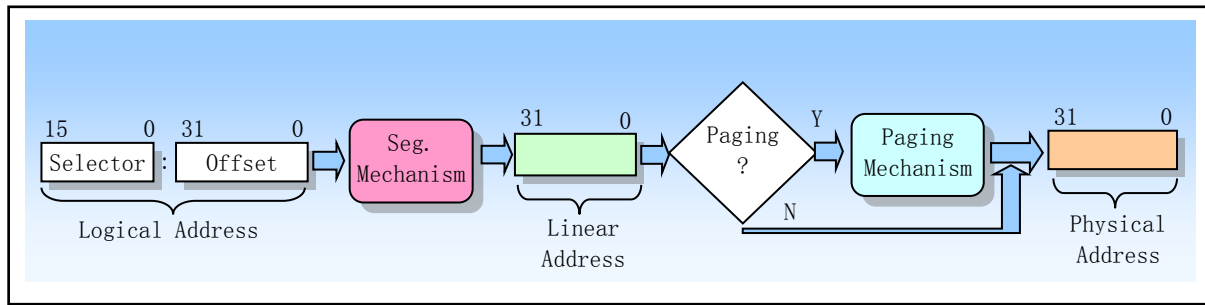 15 0 31 0
Selector : Offset
Logical Address
Seg.
Mechanism
31 0
Linear
Address
Paging
?
Y
N
Paging
Mechanism
31 0
Physical
Address